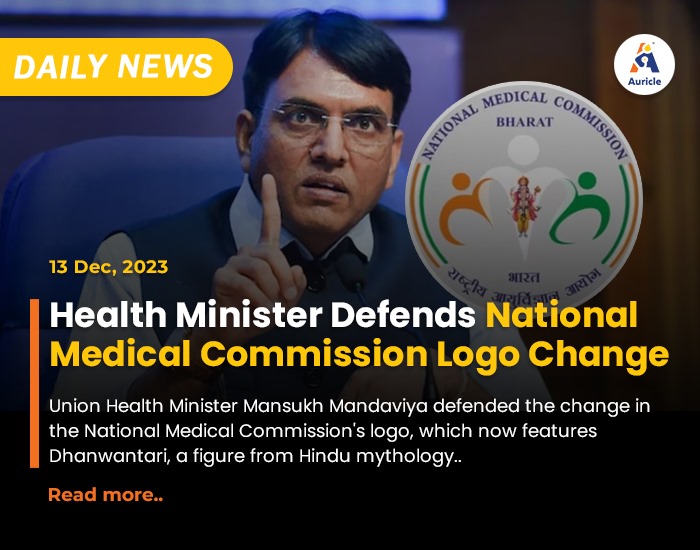 DAILY NEWS
Auricle
NATIONAL MEDICAL COMMISSION
BHARAT
भारत
राष्ट्रीय आयुर्विज्ञान आयोग
13 Dec, 2023
Health Minister Defends National
Medical Commission Logo Change
Union Health Minister Mansukh Mandaviya defended the change in
the National Medical Commission's logo, which now features
Dhanwantari, a figure from Hindu mythology..
Read more..